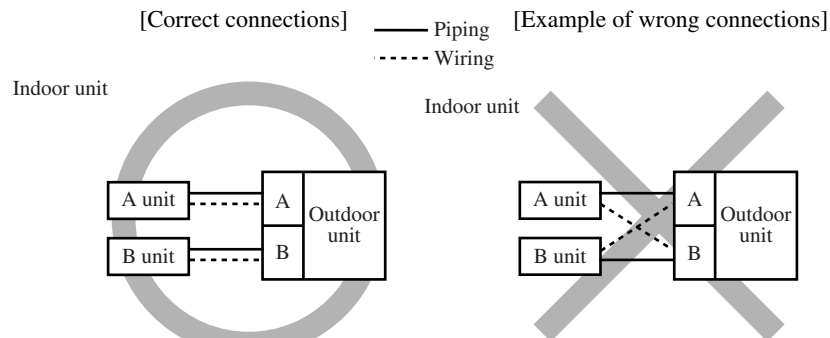 [Correct connections]
Piping
Wiring
[Example of wrong connections]
Indoor unit
A unit
B unit
A
B
Outdoor
unit
Indoor unit
A unit
B unit
A
B
Outdoor
unit